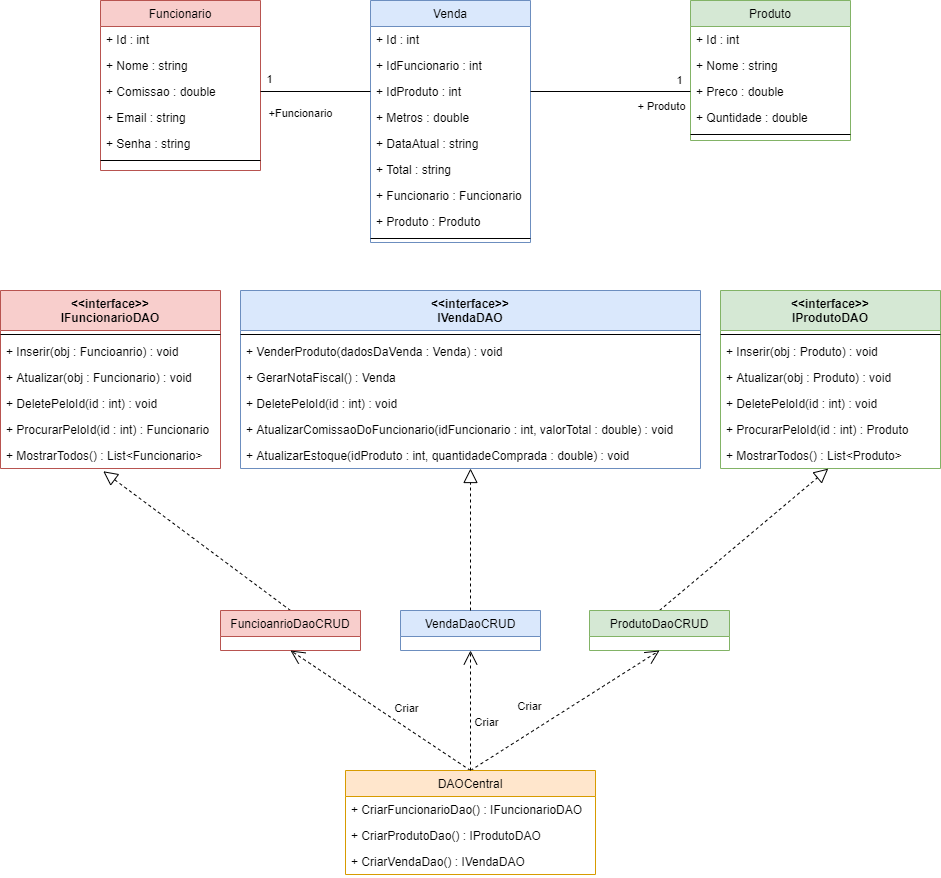 Funcionario
+ Id : int
+ Nome : string
+ Comissao : double
+ Email : string
+ Senha : string
1
+Funcionario
Venda
+ Id : int
+ IdFuncionario : int
+ IdProduto : int
+ Metros : double
+ DataAtual : string
+ Total : string
+ Funcionario : Funcionario
+ Produto : Produto
1
+ Produto
Produto
+ Id : int
+ Nome : string
+ Preco : double
+ Quntidade : double
<<interface>>
IFuncionarioDAO
+ Inserir(obj : Funcioanrio) : void
+ Atualizar(obj : Funcionario) : void
+ DeletePeloId(id : int) : void
+ ProcurarPeloId(id : int) : Funcionario
+ MostrarTodos() : List<Funcionario>
<<interface>>
IVendaDAO
+ VenderProduto(dadosDaVenda : Venda) : void
+ GerarNotaFiscal() : Venda
+ DeletePeloId(id : int) : void
+ AtualizarComissaoDoFuncionario(idFuncionario : int, valorTotal : double) : void
+ AtualizarEstoque(idProduto : int, quantidadeComprada : double) : void
<<interface>>
IProdutoDAO
+ Inserir(obj : Produto) : void
+ Atualizar(obj : Produto) : void
+ DeletePeloId(id : int) : void
+ ProcurarPeloId(id : int) : Produto
+ MostrarTodos() : List<Produto>
FuncioanrioDaoCRUD
VendaDaoCRUD
ProdutoDaoCRUD
Criar
Criar
Criar
DAOCentral
+ CriarFuncionarioDao() : IFuncionarioDAO
+ CriarProdutoDao() : IProdutoDAO
+ CriarVendaDao() : IVendaDAO